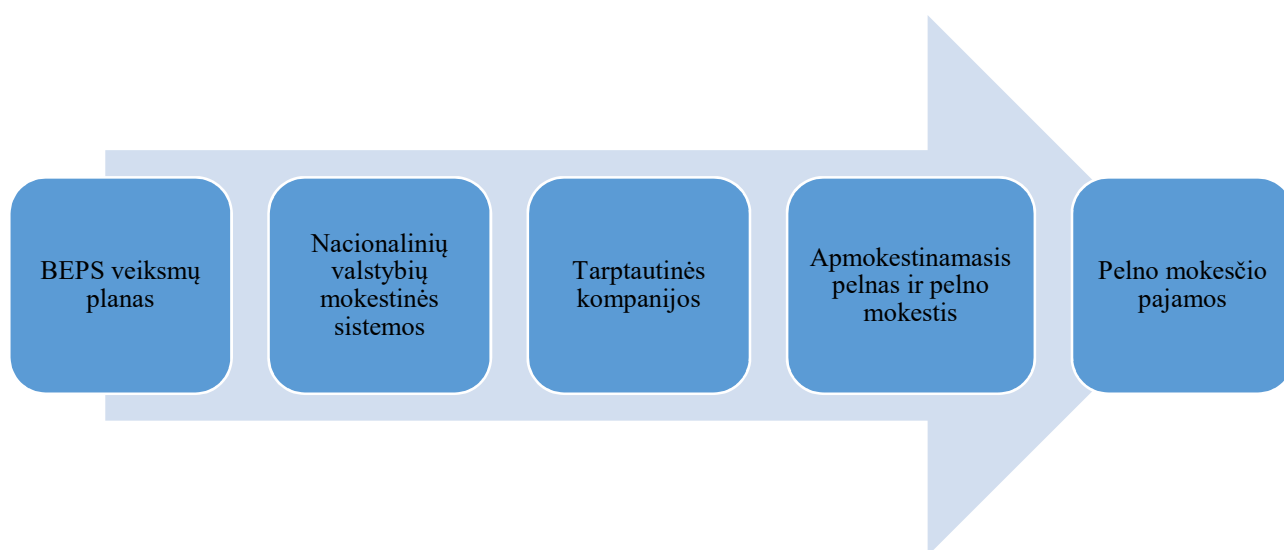 BEPS veiksmų
planas
Nacionalinių
valstybių
mokestinės
sistemos
Tarptautinės
kompanijos
Apmokestinamasis
pelnas ir pelno
mokestis
Pelno mokesčio
pajamos